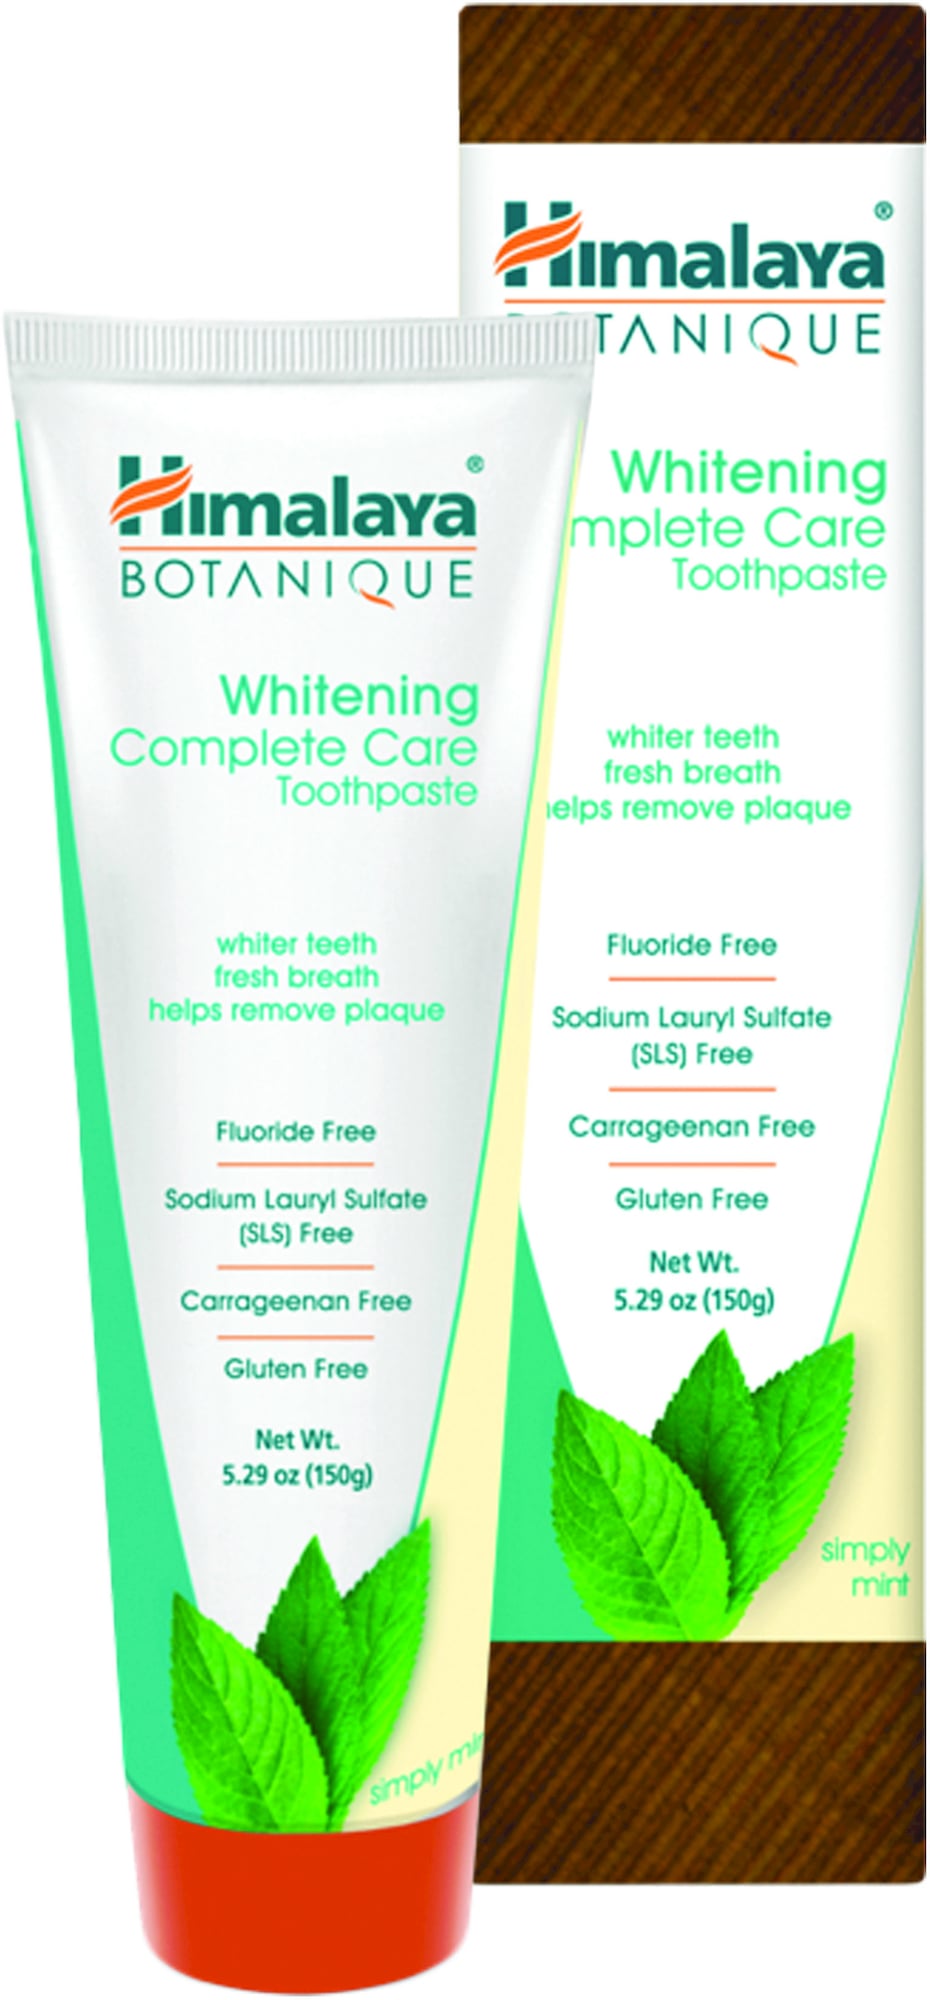 Himalaya®
BOTANIQUE
Whitening
Complete Care
Toothpaste
whiter teeth
fresh breath
helps remove plaque
Fluoride Free
Sodium Lauryl Sulfate
(SLS) Free
Carrageenan Free
Gluten Free
Net Wt.
5.29 oz (150g)
simply
Himalaya®
Whitening
Care
Toothpaste
whiter teeth
fresh breath
remove plaque
Fluoride Free
Sodium Lauryl Sulfate
(SLS) Free
Carrageenan Free
Gluten Free
Net Wt.
5.29 oz (150g)
simply
mint